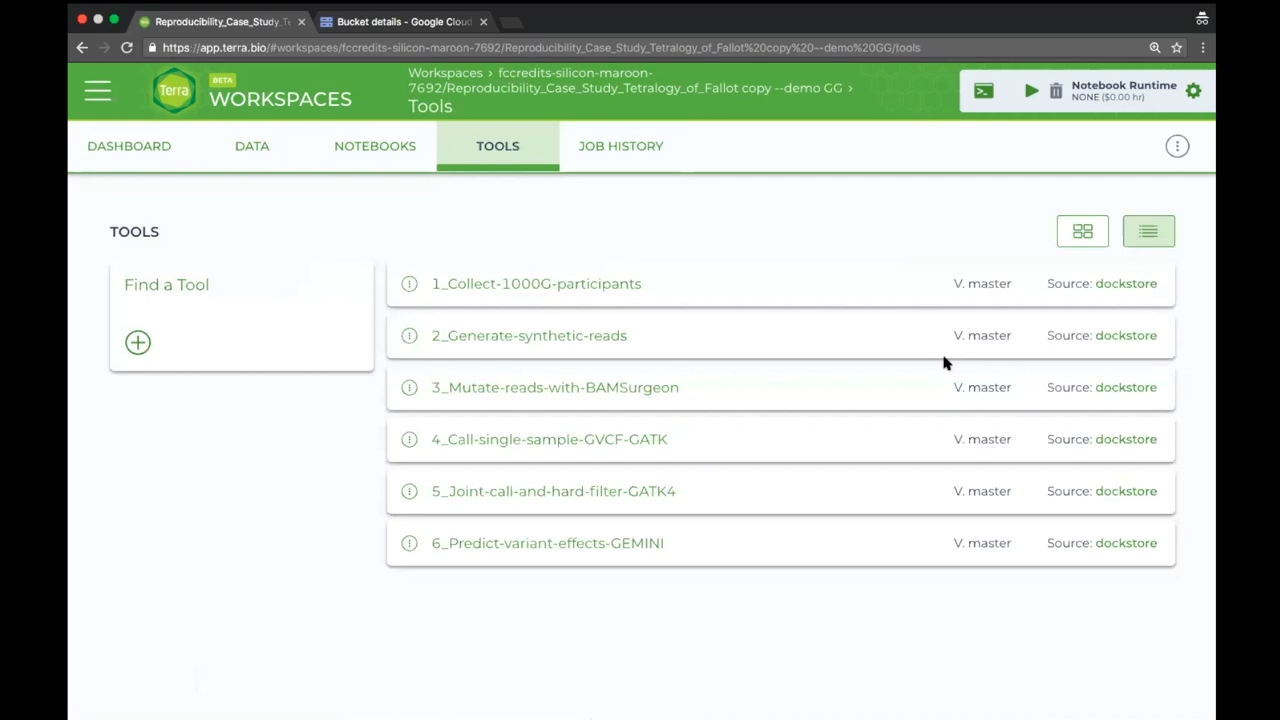 Reproducibility_Case_Study_Te
Bucket details - Google Cloud
https://app.terra.bio/#workspaces/fccredits-silicon-maroon-7692/Reproducibility_Case_Study_Tetralogy_of_Fallot%20copy%20--demo%20GG/tools
Terra
BETA
WORKSPACES
Workspaces › fccredits-silicon-maroon-
7692/Reproducibility_Case_Study_Tetralogy_of_Fallot copy --demo GG ›
Tools
Notebook Runtime
NONE ($0.00 hr)
DASHBOARD DATA NOTEBOOKS TOOLS JOB HISTORY
TOOLS
Find a Tool
1_Collect-1000G-participants V. master Source: dockstore
2_Generate-synthetic-reads V. master Source: dockstore
3_Mutate-reads-with-BAMSurgeon V. master Source: dockstore
4_Call-single-sample-GVCF-GATK V. master Source: dockstore
5_Joint-call-and-hard-filter-GATK4 V. master Source: dockstore
6_Predict-variant-effects-GEMINI V. master Source: dockstore